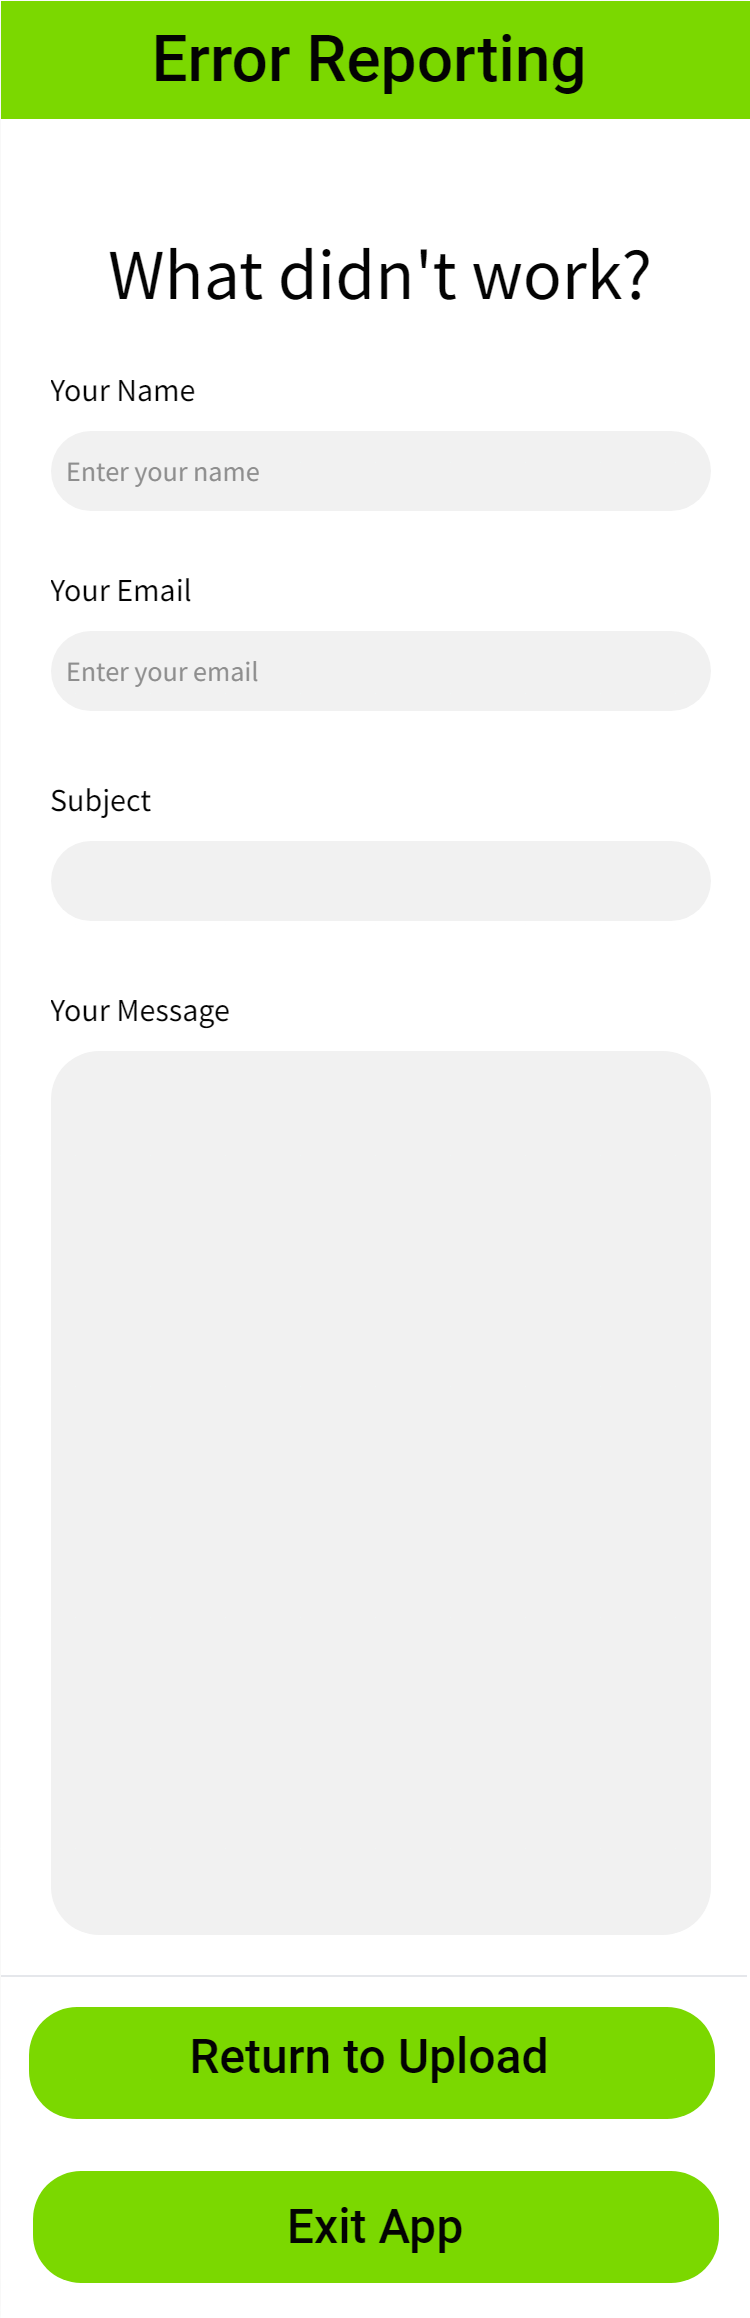 Error Reporting
What didn't work?
Your Name
Enter your name
Your Email
Enter your email
Subject
Your Message
Return to Upload
Exit App